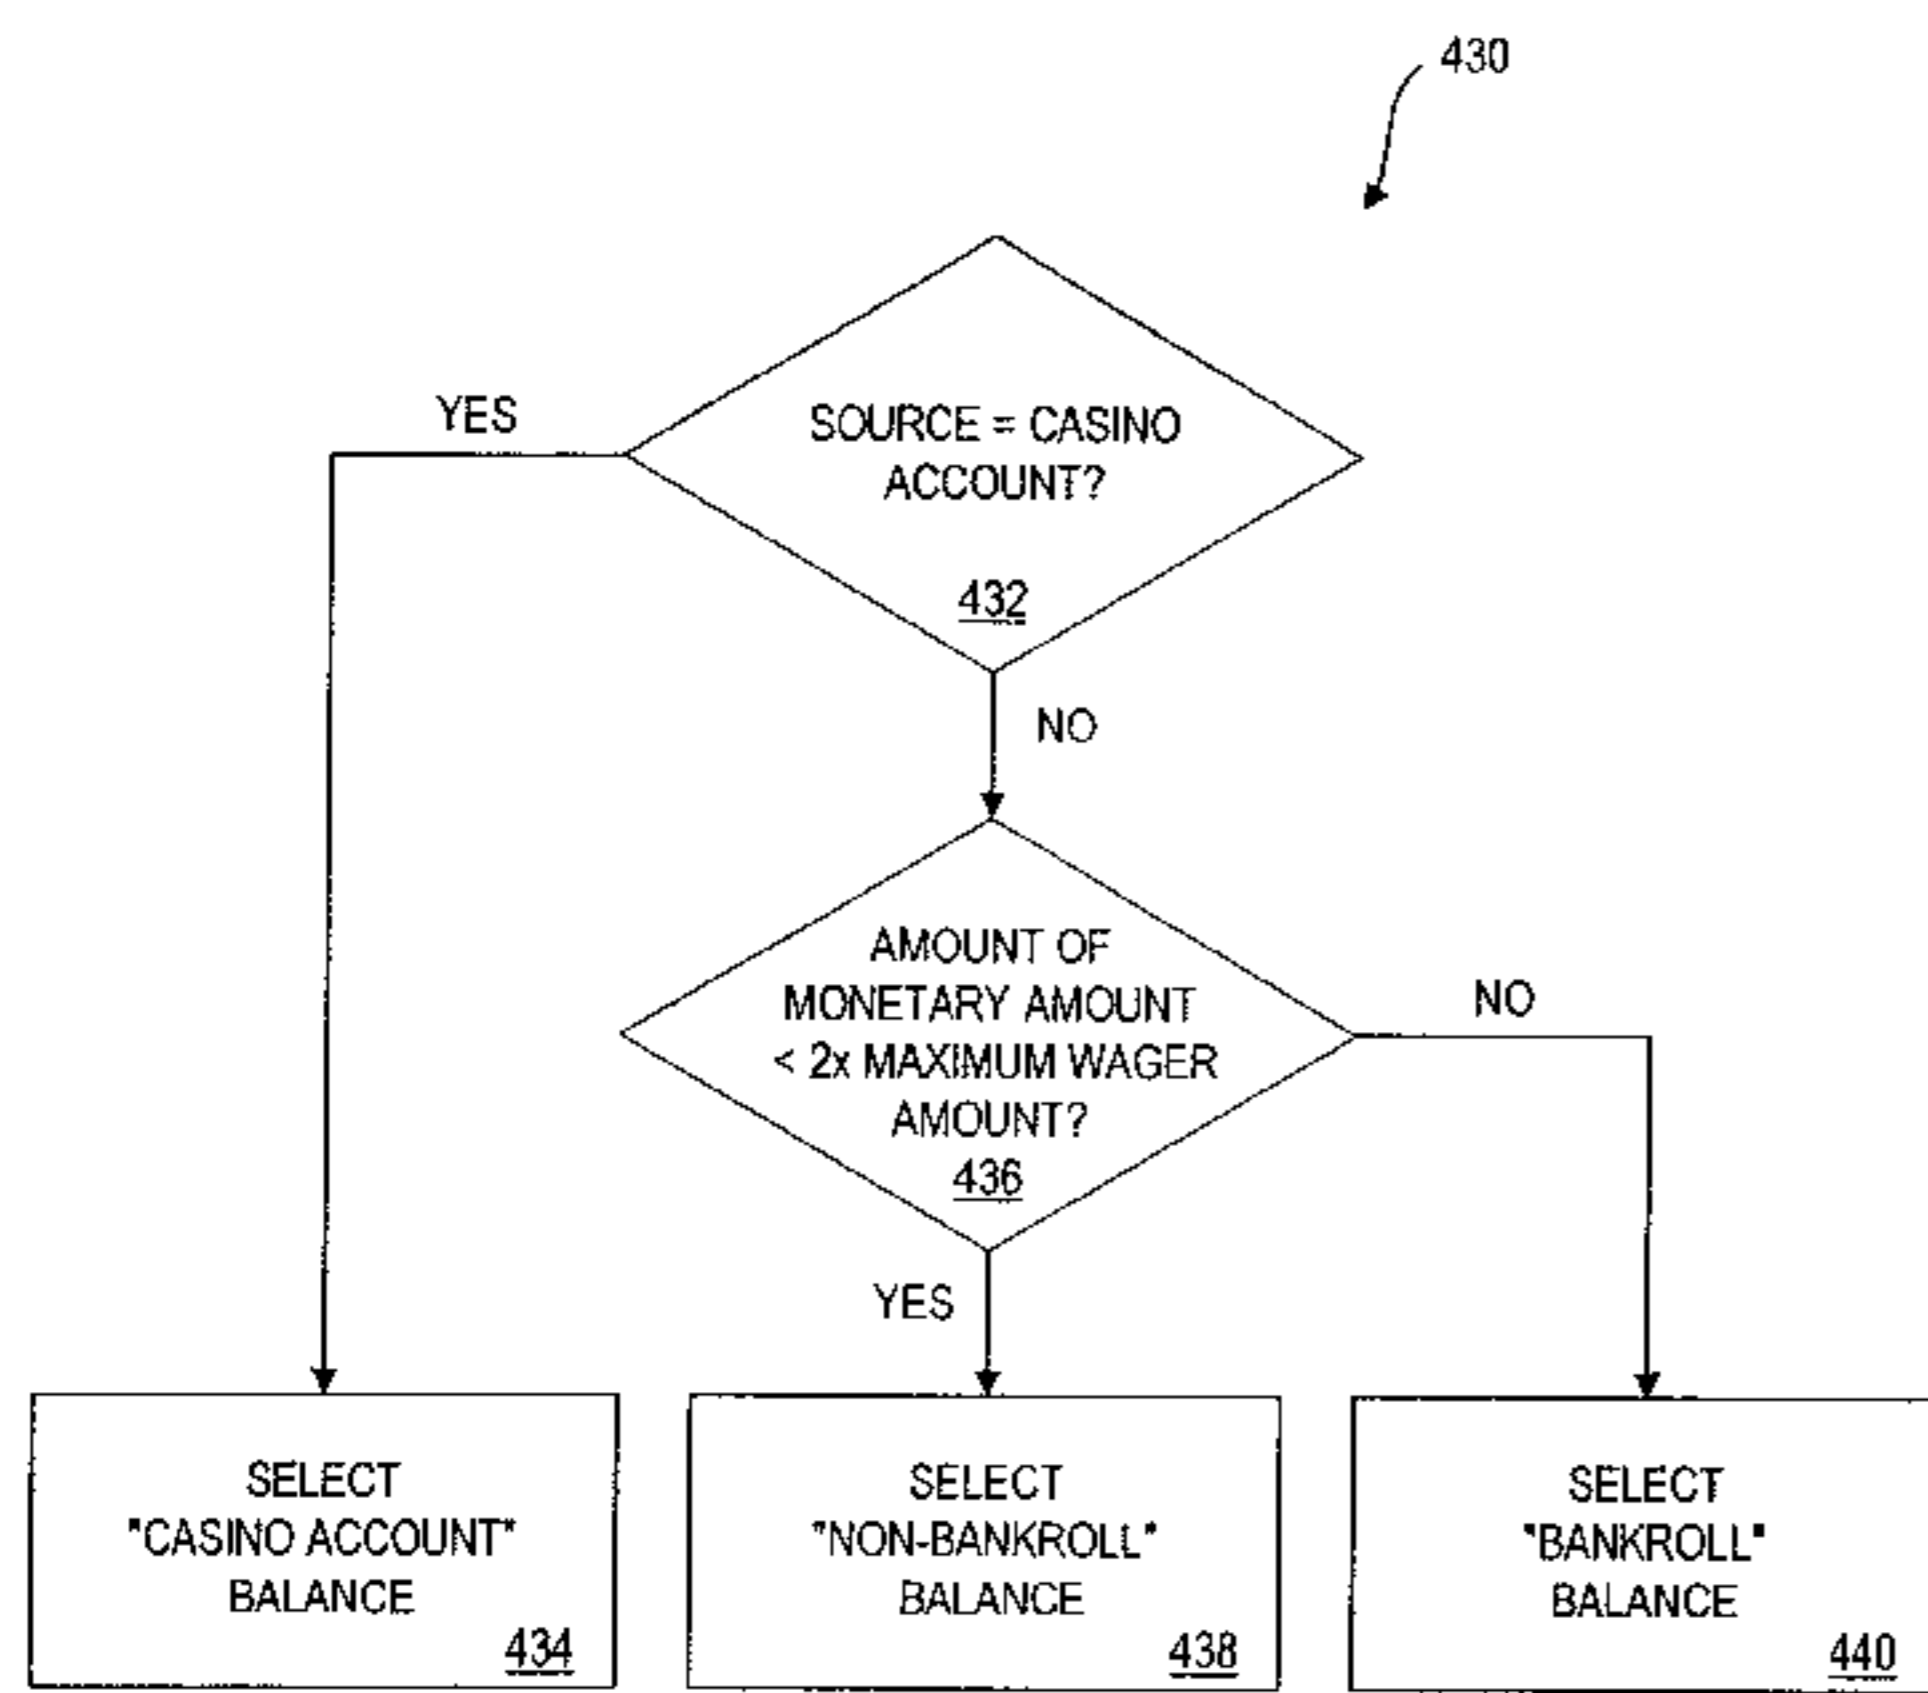 430
YES
SOURCE = CASINO
ACCOUNT?
432
NO
AMOUNT OF
MONETARY AMOUNT
< 2x MAXIMUM WAGER
AMOUNT?
436
NO
YES
SELECT
"CASINO ACCOUNT"
BALANCE
434
SELECT
"NON-BANKROLL"
BALANCE
438
SELECT
"BANKROLL"
BALANCE
440